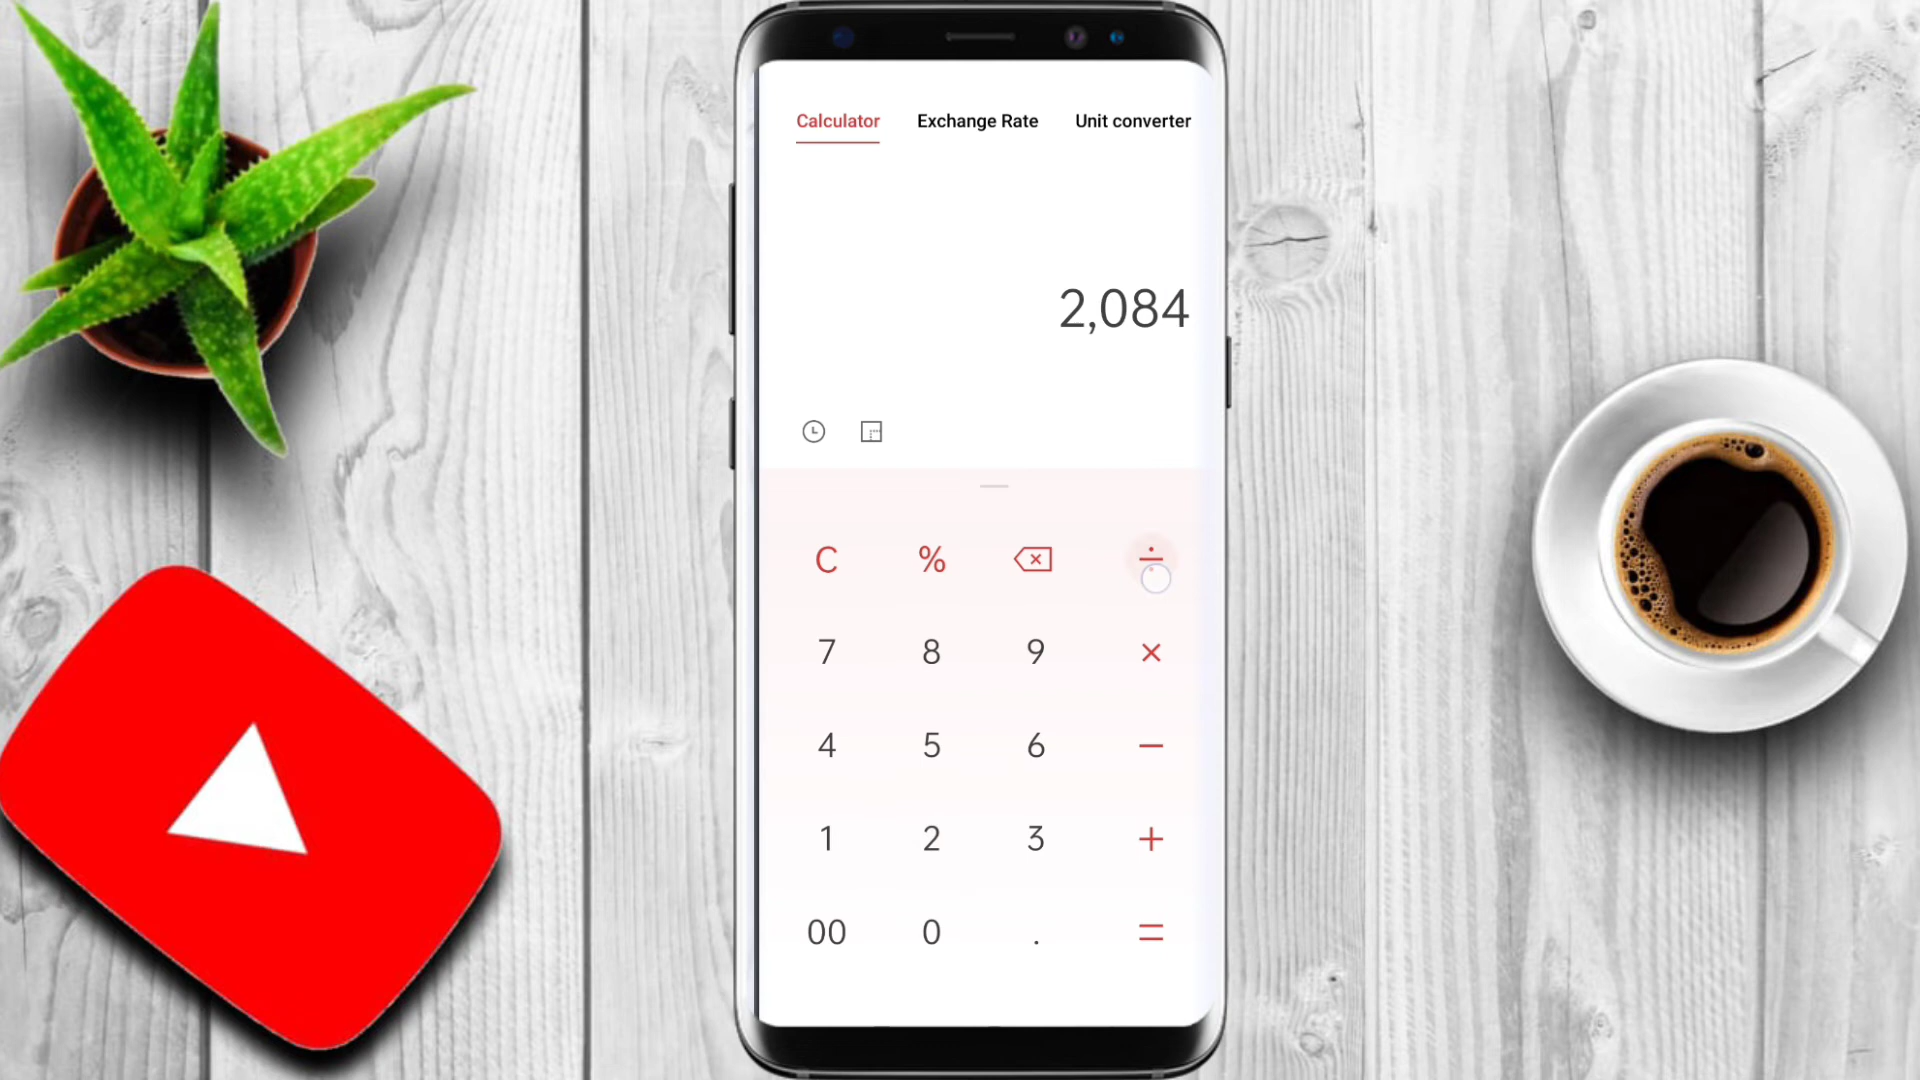 Calculator Exchange Rate Unit converter
2,084
C % ÷
7 8 9 ×
4 5 6 −
1 2 3 +
00 0 . =